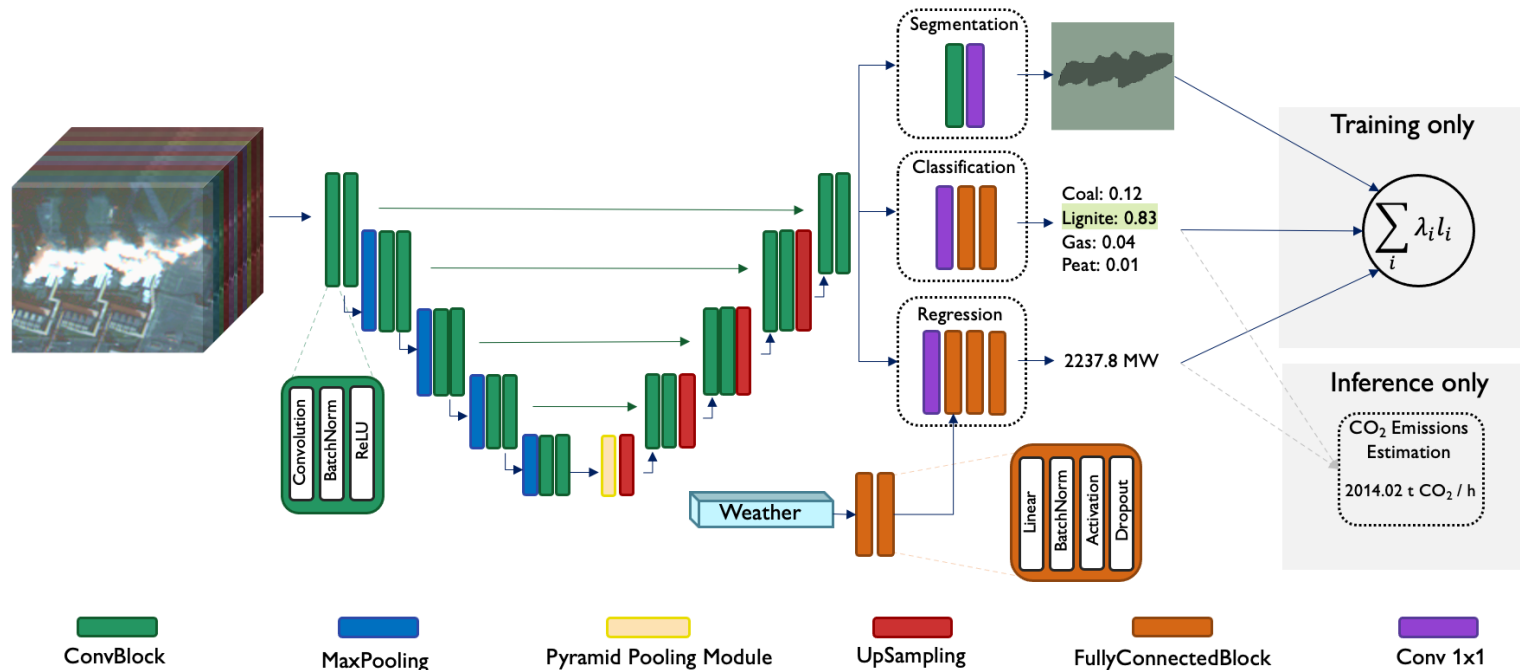 Segmentation
Classification
Coal: 0.12
Lignite: 0.83
Gas: 0.04
Peat: 0.01
Regression
2237.8 MW
Training only
∑ᵢ λᵢlᵢ
Inference only
CO₂ Emissions
Estimation
2014.02 t CO₂ / h
Convolution
BatchNorm
ReLU
Weather
Linear
BatchNorm
Activation
Dropout
ConvBlock
MaxPooling
Pyramid Pooling Module
UpSampling
FullyConnectedBlock
Conv 1x1